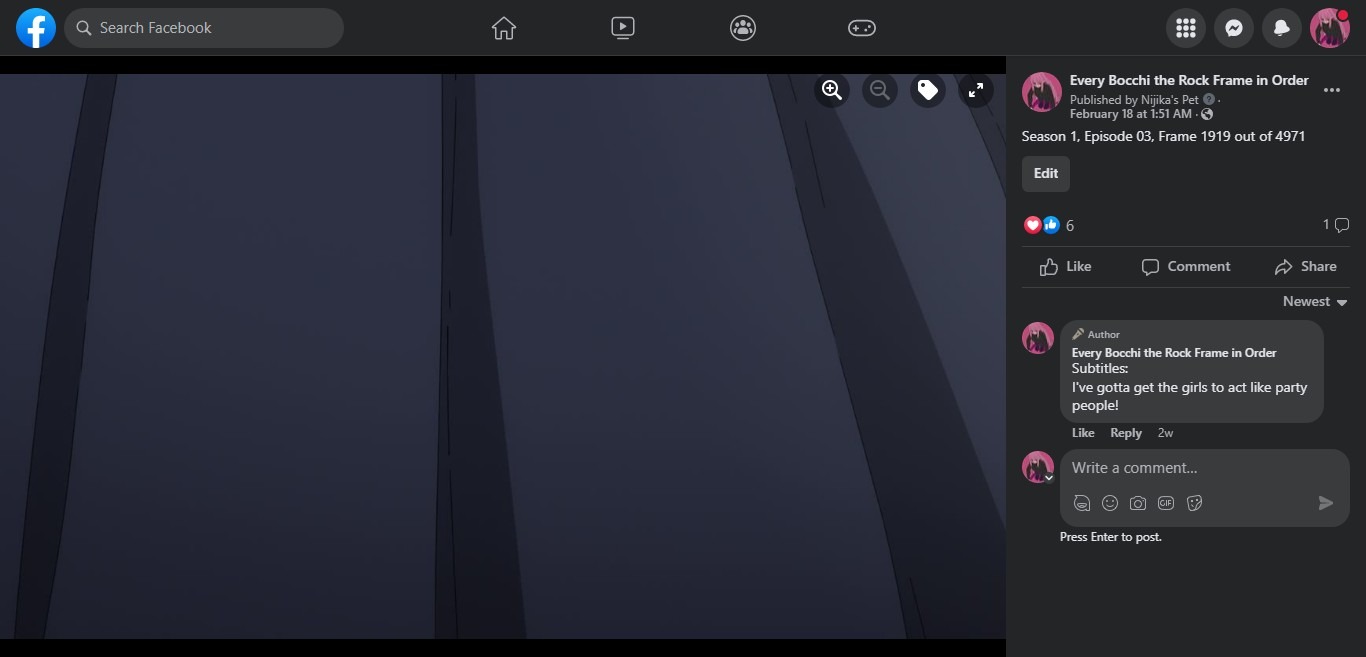 Search Facebook
Every Bocchi the Rock Frame in Order
Published by Nijika's Pet ·
February 18 at 1:51 AM ·
Season 1, Episode 03, Frame 1919 out of 4971
Edit
6
1
Like
Comment
Share
Newest
Author
Every Bocchi the Rock Frame in Order
Subtitles:
I've gotta get the girls to act like party
people!
Like Reply 2w
Write a comment...
GIF
Press Enter to post.